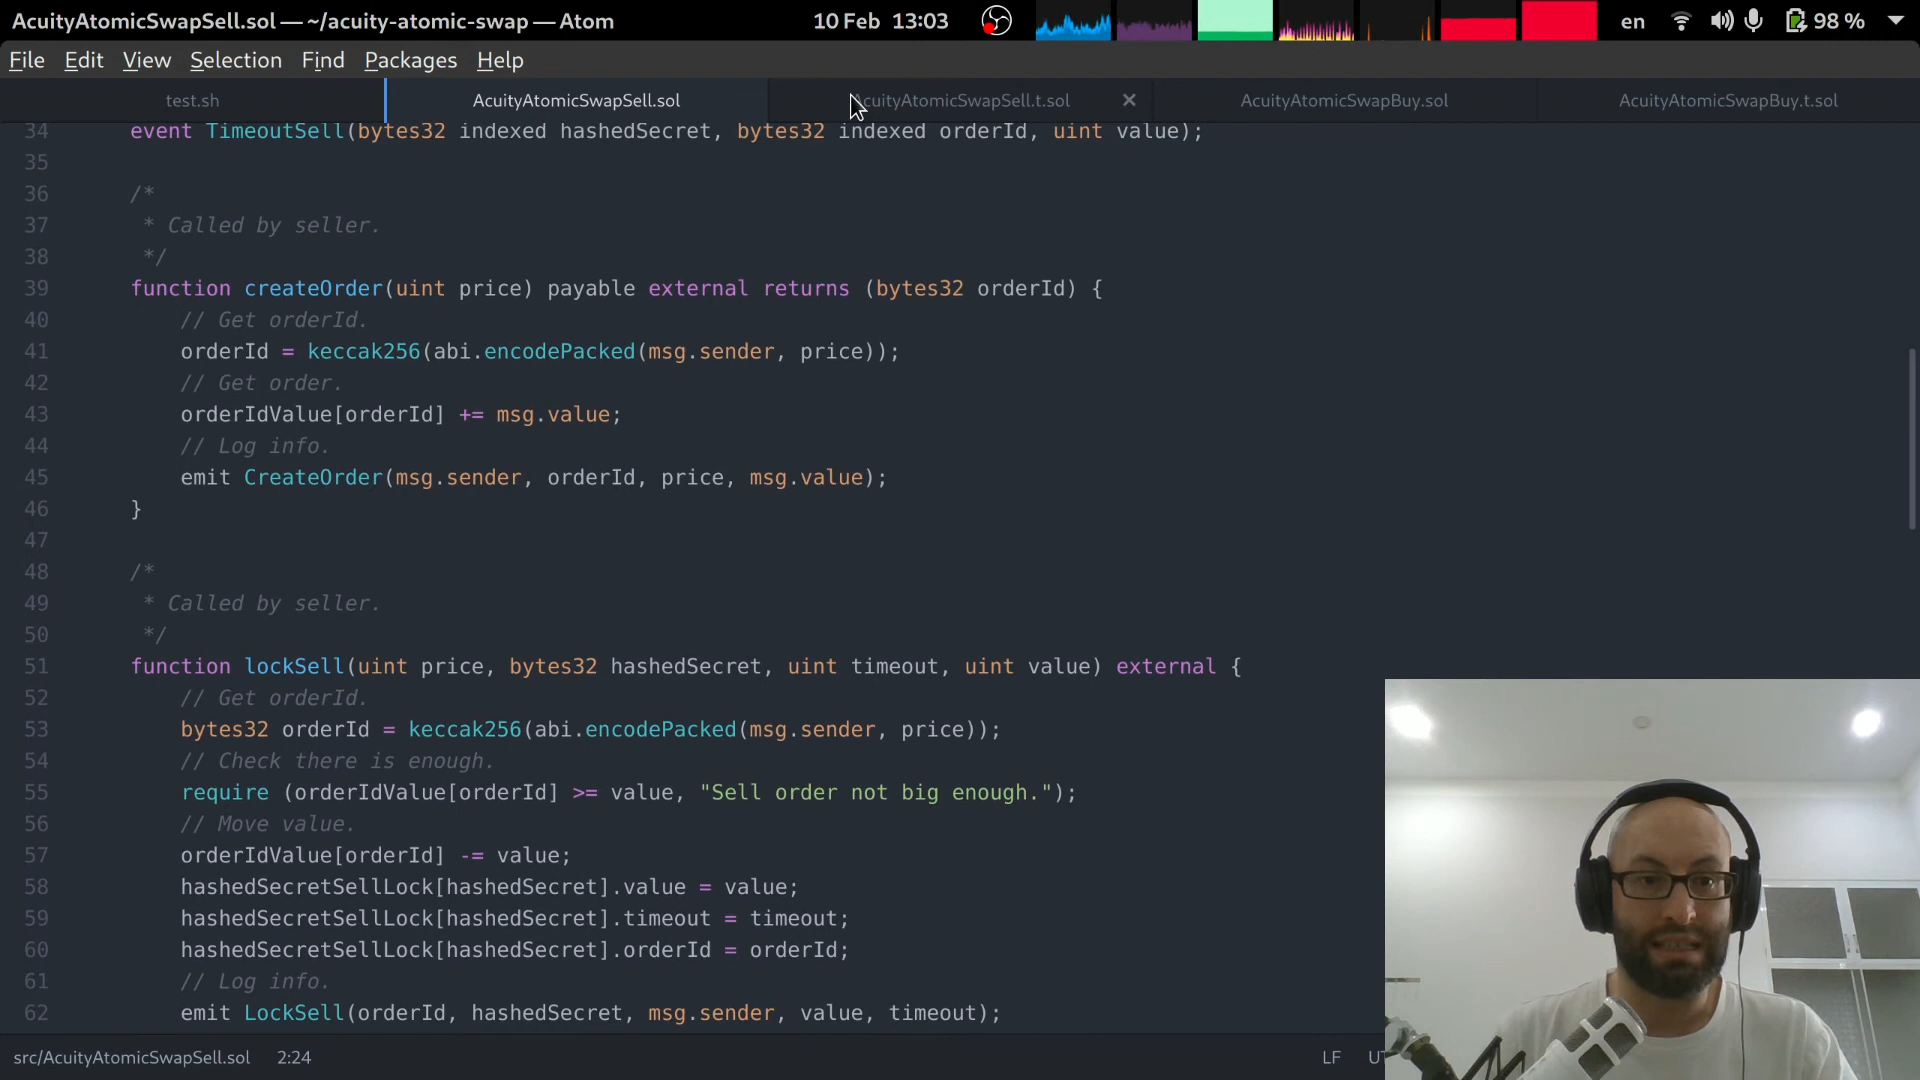 AcuityAtomicSwapSell.sol — ~/acuity-atomic-swap — Atom
10 Feb 13:03
en
98 %
File Edit View Selection Find Packages Help
test.sh
AcuityAtomicSwapSell.sol
AcuityAtomicSwapSell.t.sol
AcuityAtomicSwapBuy.sol
AcuityAtomicSwapBuy.t.sol
34 event TimeoutSell(bytes32 indexed hashedSecret, bytes32 indexed orderId, uint value);
35
36 /*
37 * Called by seller.
38 */
39 function createOrder(uint price) payable external returns (bytes32 orderId) {
40 // Get orderId.
41 orderId = keccak256(abi.encodePacked(msg.sender, price));
42 // Get order.
43 orderIdValue[orderId] += msg.value;
44 // Log info.
45 emit CreateOrder(msg.sender, orderId, price, msg.value);
46 }
47
48 /*
49 * Called by seller.
50 */
51 function lockSell(uint price, bytes32 hashedSecret, uint timeout, uint value) external {
52 // Get orderId.
53 bytes32 orderId = keccak256(abi.encodePacked(msg.sender, price));
54 // Check there is enough.
55 require (orderIdValue[orderId] >= value, "Sell order not big enough.");
56 // Move value.
57 orderIdValue[orderId] -= value;
58 hashedSecretSellLock[hashedSecret].value = value;
59 hashedSecretSellLock[hashedSecret].timeout = timeout;
60 hashedSecretSellLock[hashedSecret].orderId = orderId;
61 // Log info.
62 emit LockSell(orderId, hashedSecret, msg.sender, value, timeout);
src/AcuityAtomicSwapSell.sol 2:24
LF